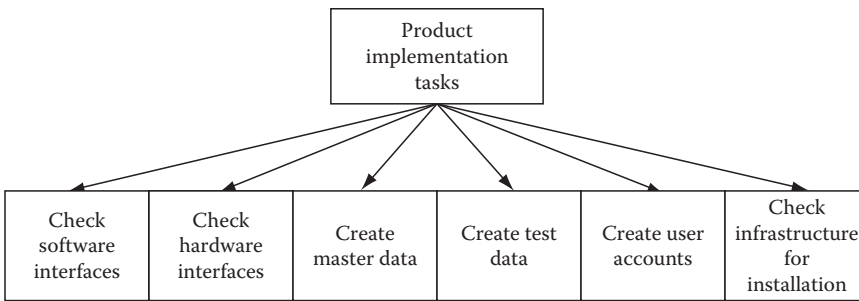 Product
implementation
tasks
Check
software
interfaces
Check
hardware
interfaces
Create
master data
Create test
data
Create user
accounts
Check
infrastructure
for
installation